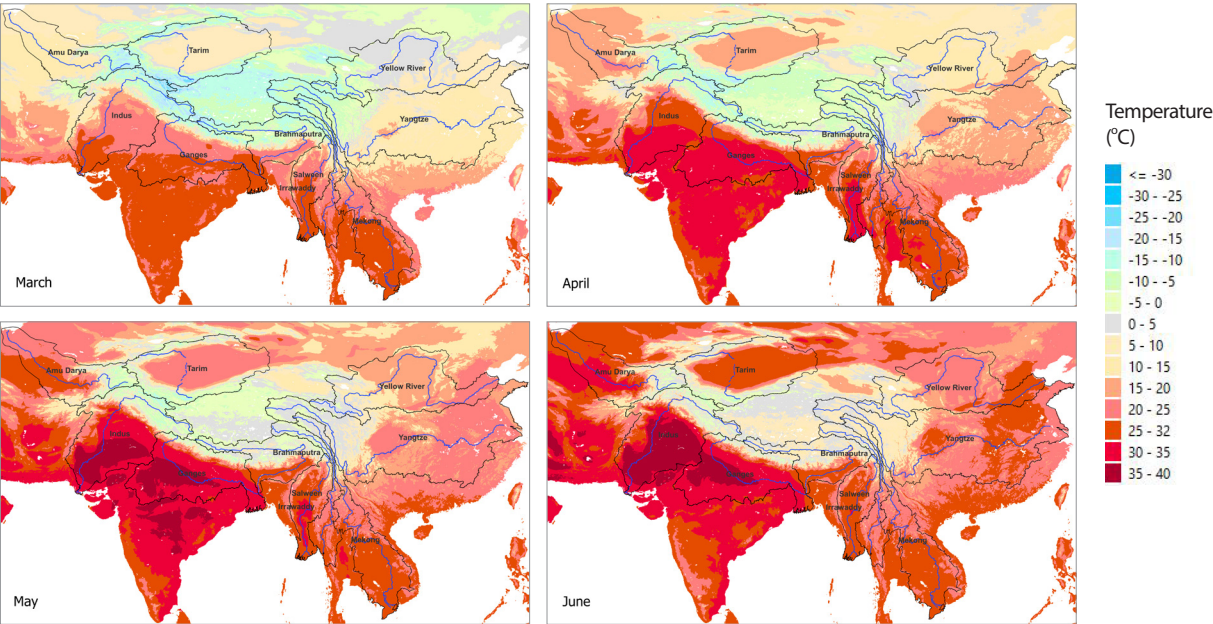 Amu Darya
Tarim
Yellow River
Indus
Yangtze
Brahmaputra
Ganges
Salween
Irrawaddy
Mekong
March
Amu Darya
Tarim
Yellow River
Indus
Yangtze
Brahmaputra
Ganges
Salween
Irrawaddy
Mekong
April
Amu Darya
Tarim
Yellow River
Indus
Yangtze
Brahmaputra
Salween
Irrawaddy
Mekong
May
Amu Darya
Tarim
Yellow River
Yangtze
Brahmaputra
Salween
Irrawaddy
Mekong
June
Temperature
(°C)
<= -30
-30 - -25
-25 - -20
-20 - -15
-15 - -10
-10 - -5
-5 - 0
0 - 5
5 - 10
10 - 15
15 - 20
20 - 25
25 - 32
30 - 35
35 - 40